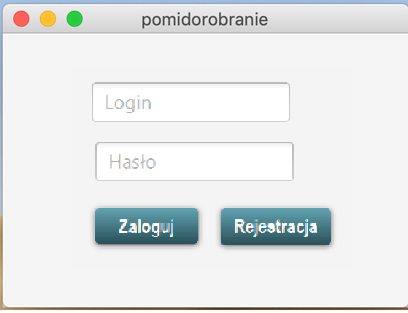 pomidorobranie
Login
Hasło
Zaloguj Rejestracja